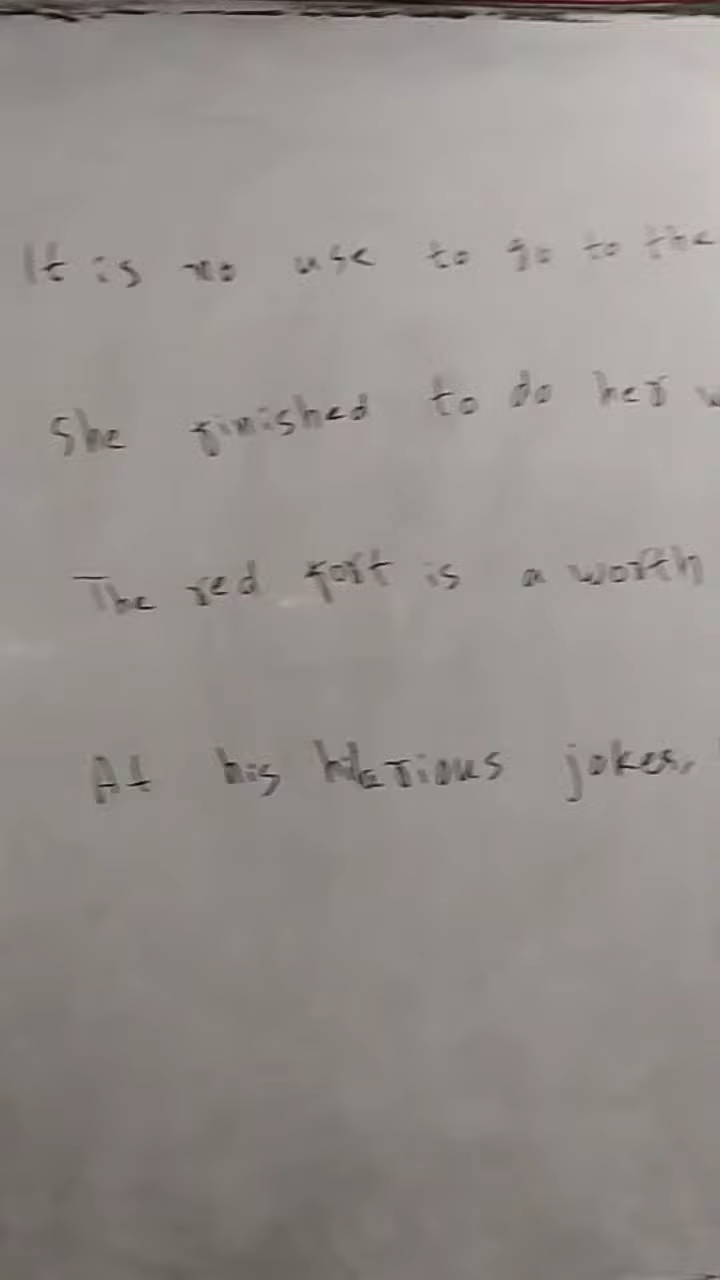 It is no use to go to the
She finished to do her
The red fort is a worth
At his hilarious jokes,